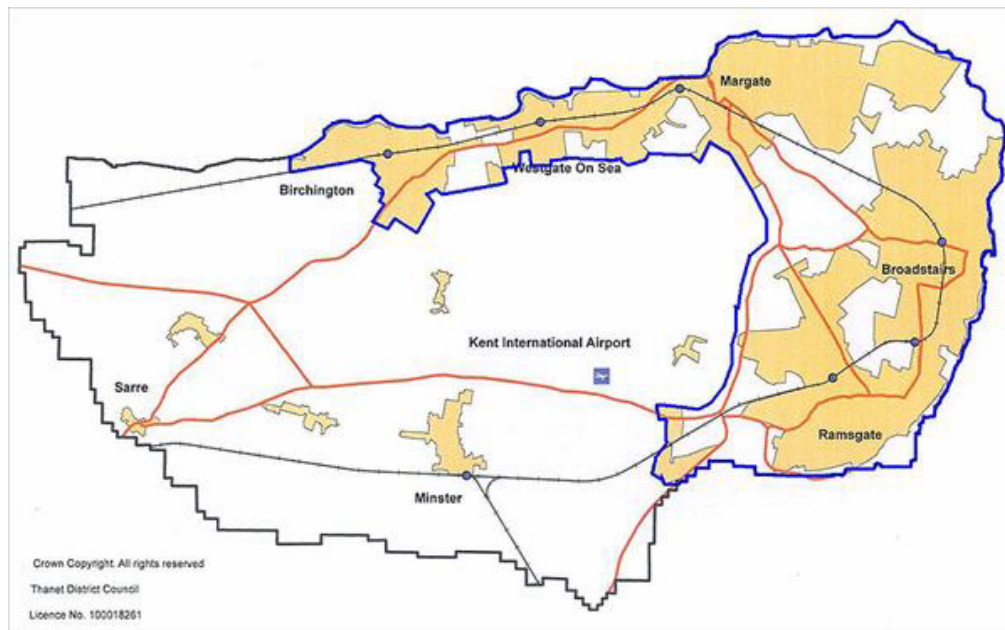 Margate
Birchington
Westgate On Sea
Broadstairs
Kent International Airport
Sarre
Ramsgate
Minster
Crown Copyright. All rights reserved
Thanet District Council
Licence No. 100018261